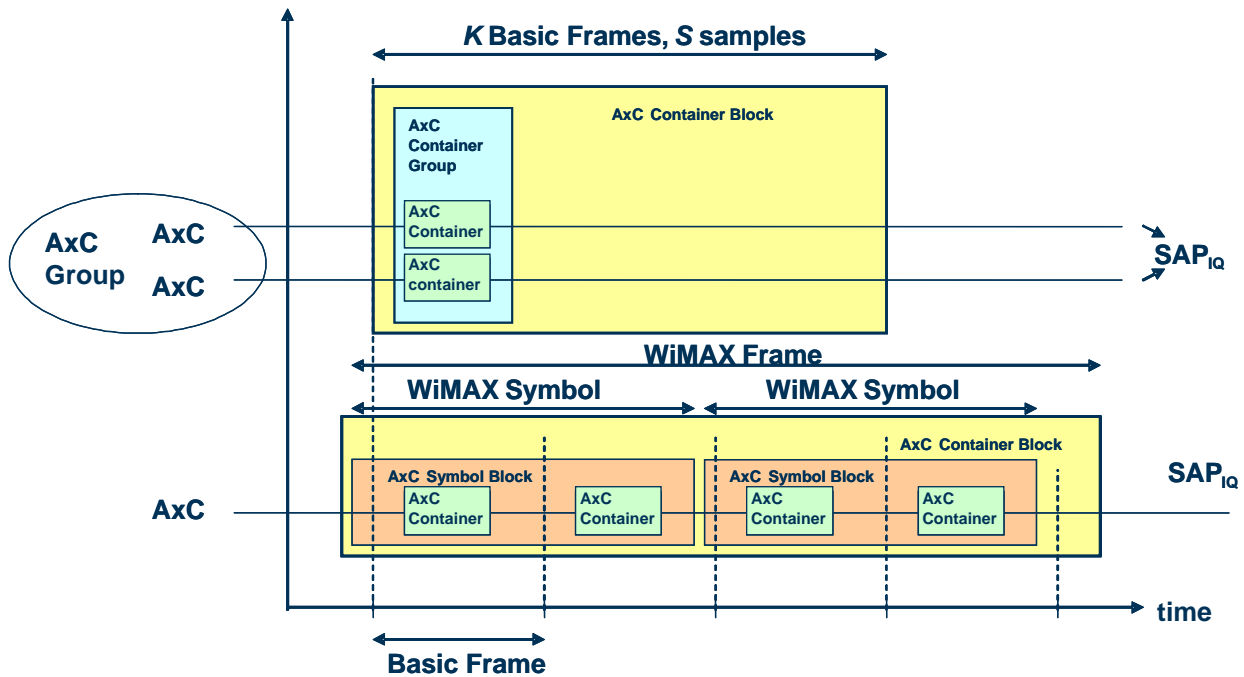 K Basic Frames, S samples
AxC Container Block
AxC
Container
Group
AxC
Container
AxC
container
AxC
Group
AxC
AxC
SAPIQ
WiMAX Frame
WiMAX Symbol
WiMAX Symbol
AxC Container Block
AxC Symbol Block
AxC Symbol Block
AxC
Container
AxC
Container
AxC
Container
AxC
Container
AxC
SAPIQ
time
Basic Frame